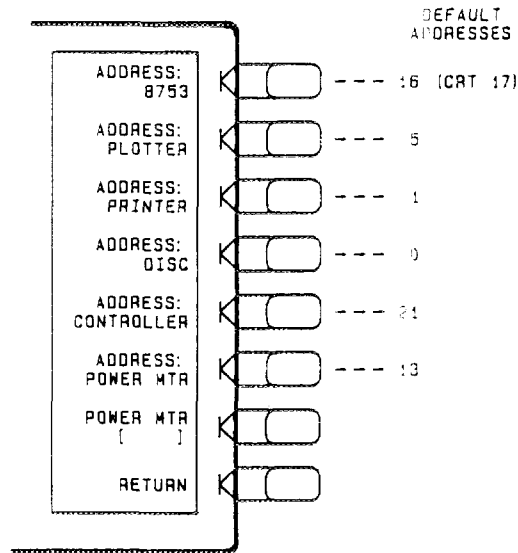 DEFAULT
ADDRESSES
ADDRESS:
8753
--- 16 (CRT 17)
ADDRESS:
PLOTTER
--- 5
ADDRESS:
PRINTER
--- 1
ADDRESS:
DISC
--- 0
ADDRESS:
CONTROLLER
--- 21
ADDRESS:
POWER MTR
--- 13
POWER MTR
[ ]
RETURN